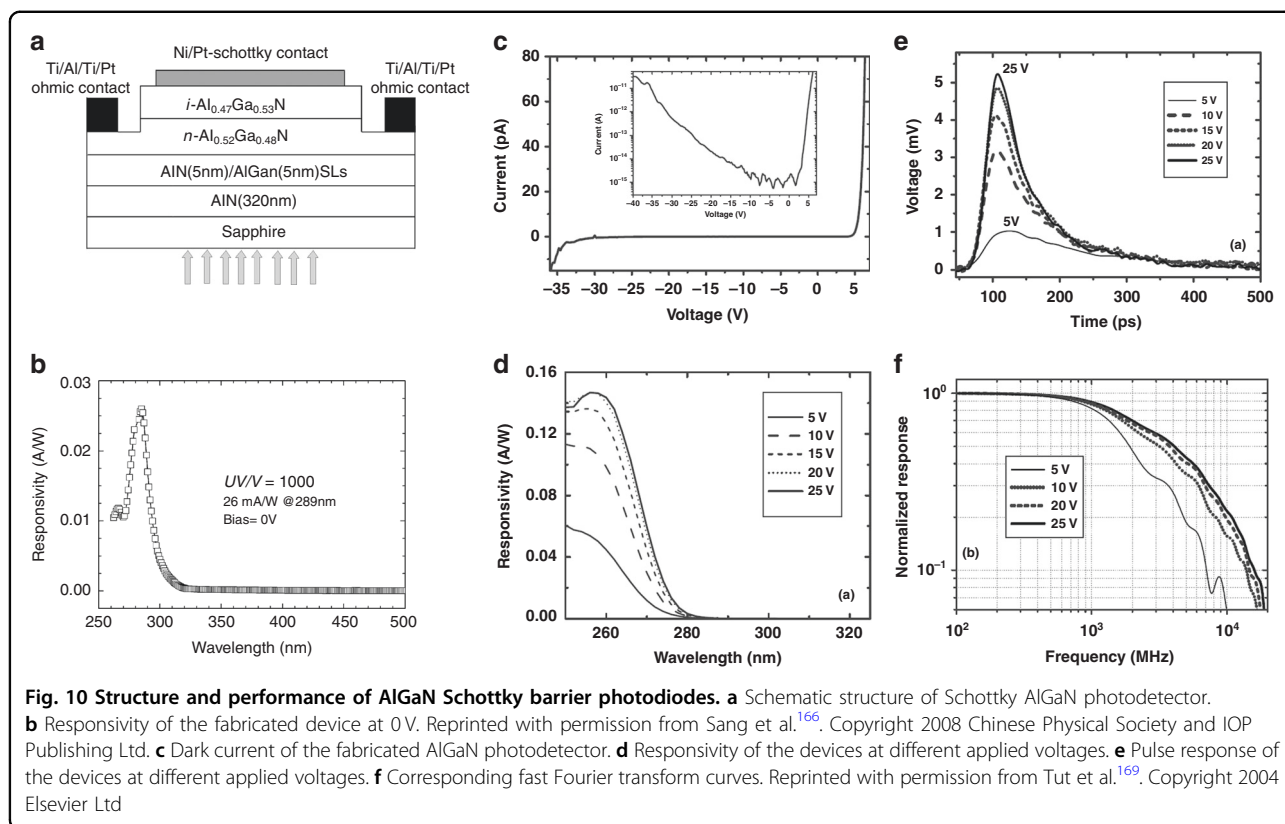 a
Ni/Pt-schottky contact
Ti/Al/Ti/Pt
ohmic contact
Ti/Al/Ti/Pt
ohmic contact
i-Al0.47Ga0.53N
n-Al0.52Ga0.48N
AlN(5nm)/AlGan(5nm)SLs
AlN(320nm)
Sapphire
b
Responsivity (A/W)
0.03
0.02
0.01
0.00
UV/V = 1000
26 mA/W @289nm
Bias= 0V
250 300 350 400 450 500
Wavelength (nm)
c
Current (pA)
80
60
40
20
0
−35 −30 −25 −20 −15 −10 −5 0 5
Voltage (V)
Current (A)
10−11
10−12
10−13
10−14
10−15
−40 −35 −30 −25 −20 −15 −10 −5 0 5
Voltage (V)
d
Responsivity (A/W)
0.16
0.12
0.08
0.04
0.00
5 V
10 V
15 V
20 V
25 V
(a)
260 280 300 320
Wavelength (nm)
e
Voltage (mV)
5
4
3
2
1
0
25 V
5V
5 V
10 V
15 V
20 V
25 V
(a)
100 200 300 400 500
Time (ps)
f
Normalized response
100
10−1
5 V
10 V
20 V
25 V
(b)
102 103 104
Frequency (MHz)
Fig. 10 Structure and performance of AlGaN Schottky barrier photodiodes. a Schematic structure of Schottky AlGaN photodetector.
b Responsivity of the fabricated device at 0 V. Reprinted with permission from Sang et al.166. Copyright 2008 Chinese Physical Society and IOP
Publishing Ltd. c Dark current of the fabricated AlGaN photodetector. d Responsivity of the devices at different applied voltages. e Pulse response of
the devices at different applied voltages. f Corresponding fast Fourier transform curves. Reprinted with permission from Tut et al.169. Copyright 2004
Elsevier Ltd